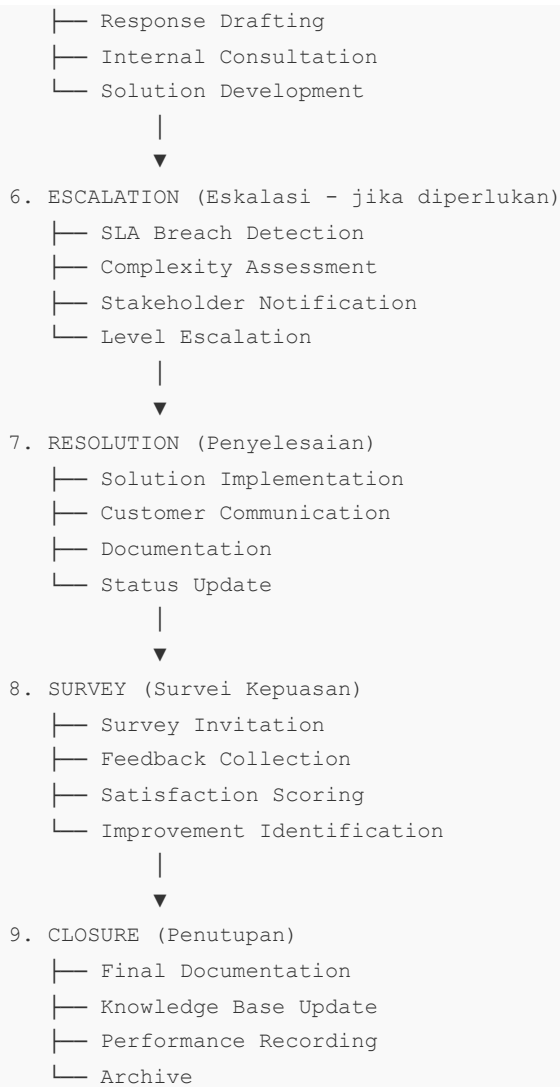 ├── Response Drafting
├── Internal Consultation
└── Solution Development
│
▼
6. ESCALATION (Eskalasi - jika diperlukan)
├── SLA Breach Detection
├── Complexity Assessment
├── Stakeholder Notification
└── Level Escalation
│
▼
7. RESOLUTION (Penyelesaian)
├── Solution Implementation
├── Customer Communication
├── Documentation
└── Status Update
│
▼
8. SURVEY (Survei Kepuasan)
├── Survey Invitation
├── Feedback Collection
├── Satisfaction Scoring
└── Improvement Identification
│
▼
9. CLOSURE (Penutupan)
├── Final Documentation
├── Knowledge Base Update
├── Performance Recording
└── Archive